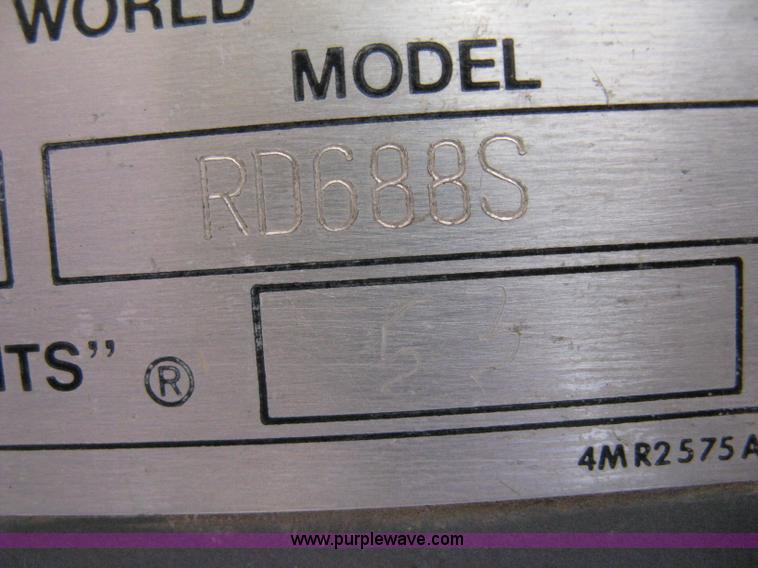 WORLD
MODEL
RD688S
ITS” ®
4MR2575A
www.purplewave.com